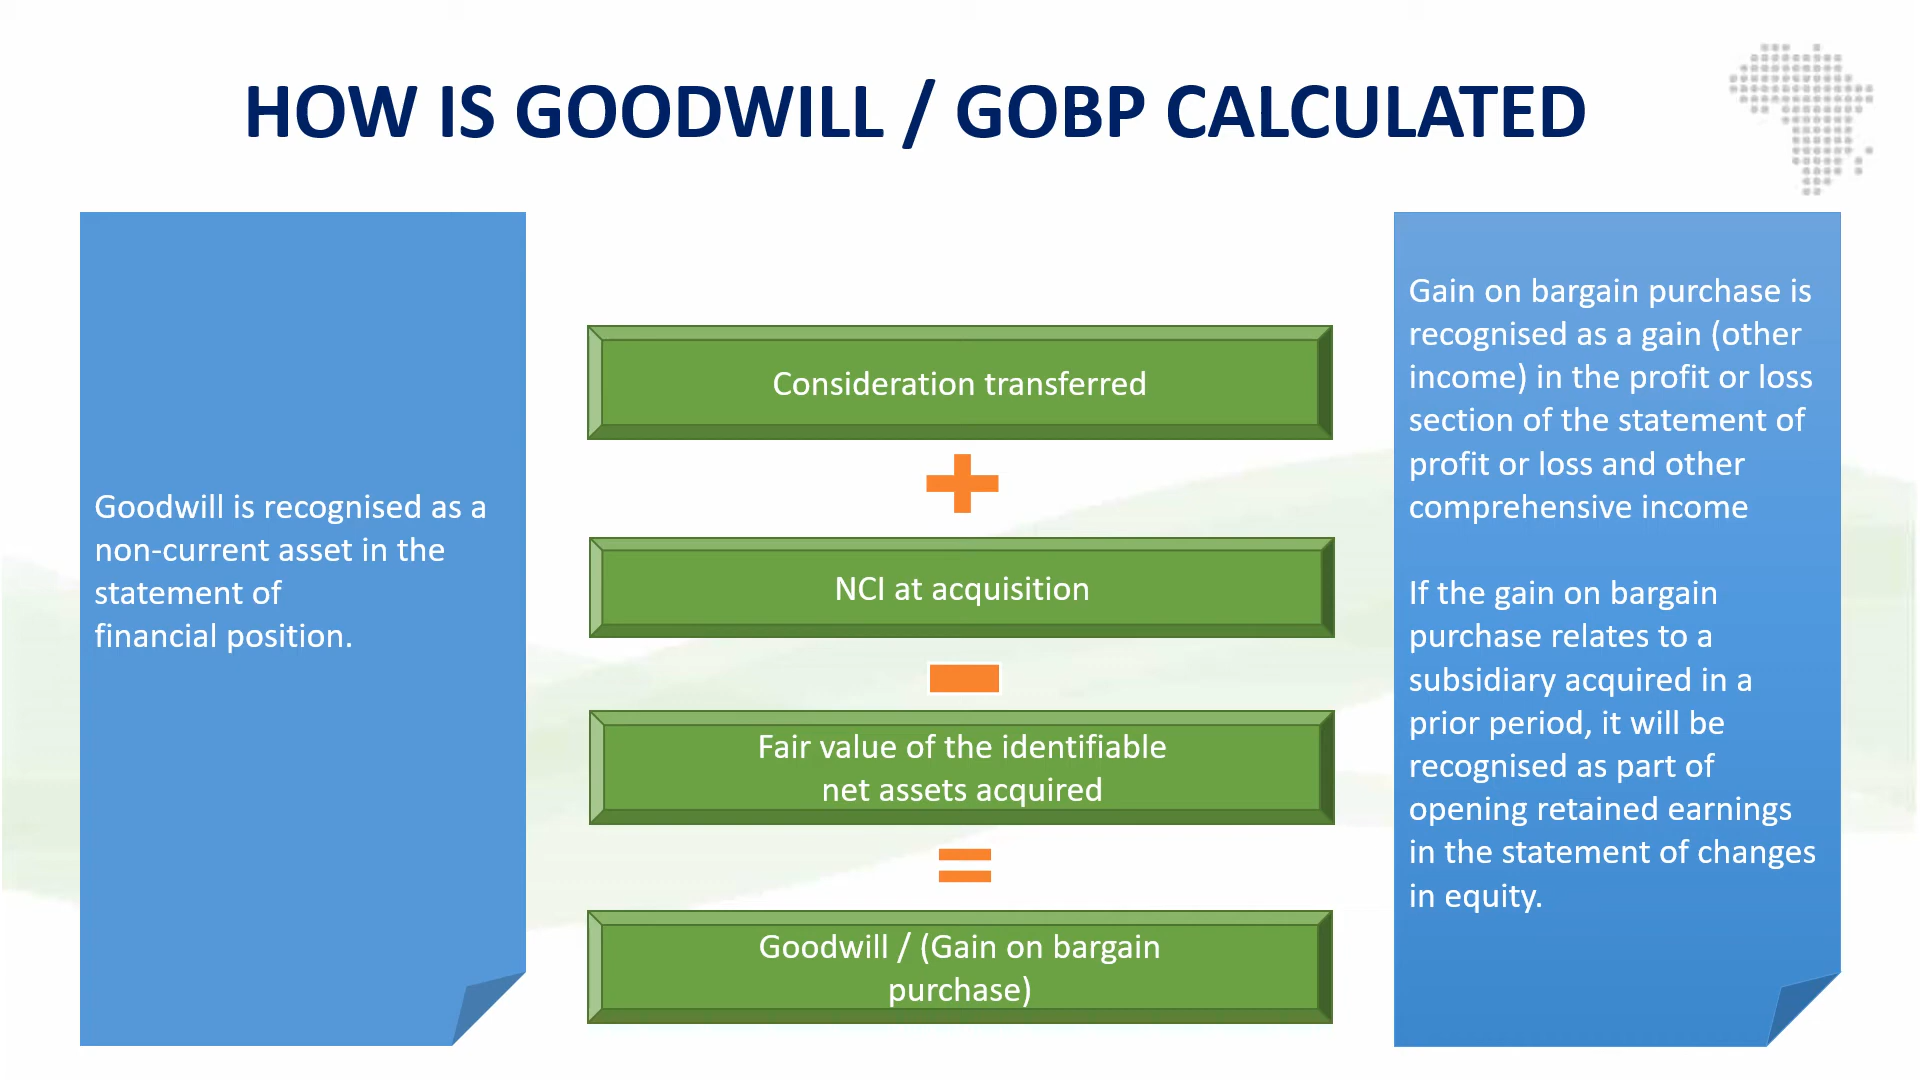 HOW IS GOODWILL / GOBP CALCULATED
Goodwill is recognised as a
non-current asset in the
statement of
financial position.
Consideration transferred
NCI at acquisition
Fair value of the identifiable
net assets acquired
Goodwill / (Gain on bargain
purchase)
Gain on bargain purchase is
recognised as a gain (other
income) in the profit or loss
section of the statement of
profit or loss and other
comprehensive income
If the gain on bargain
purchase relates to a
subsidiary acquired in a
prior period, it will be
recognised as part of
opening retained earnings
in the statement of changes
in equity.